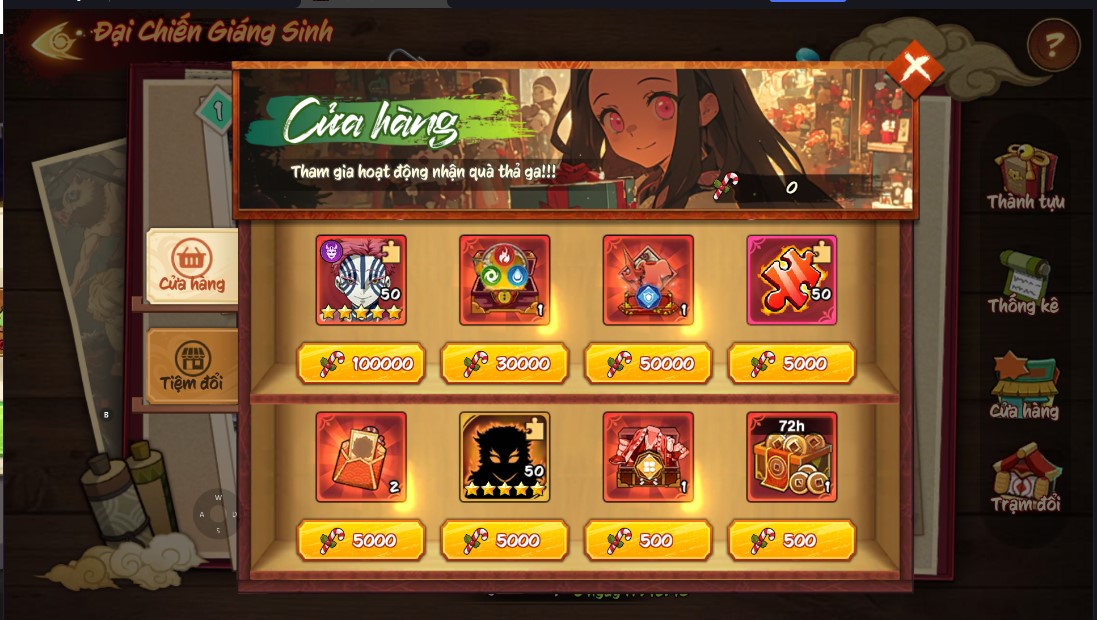 Đại Chiến Giáng Sinh
?
1
Cửa hàng
Tham gia hoạt động nhận quà thả ga!!!
0
Thành tựu
Thống kê
Cửa hàng
Trạm đổi
Cửa hàng
Tiệm đổi
50
1
1
50
100000
30000
50000
5000
2
50
1
72h
1
5000
5000
500
500
B
W
A
D
S